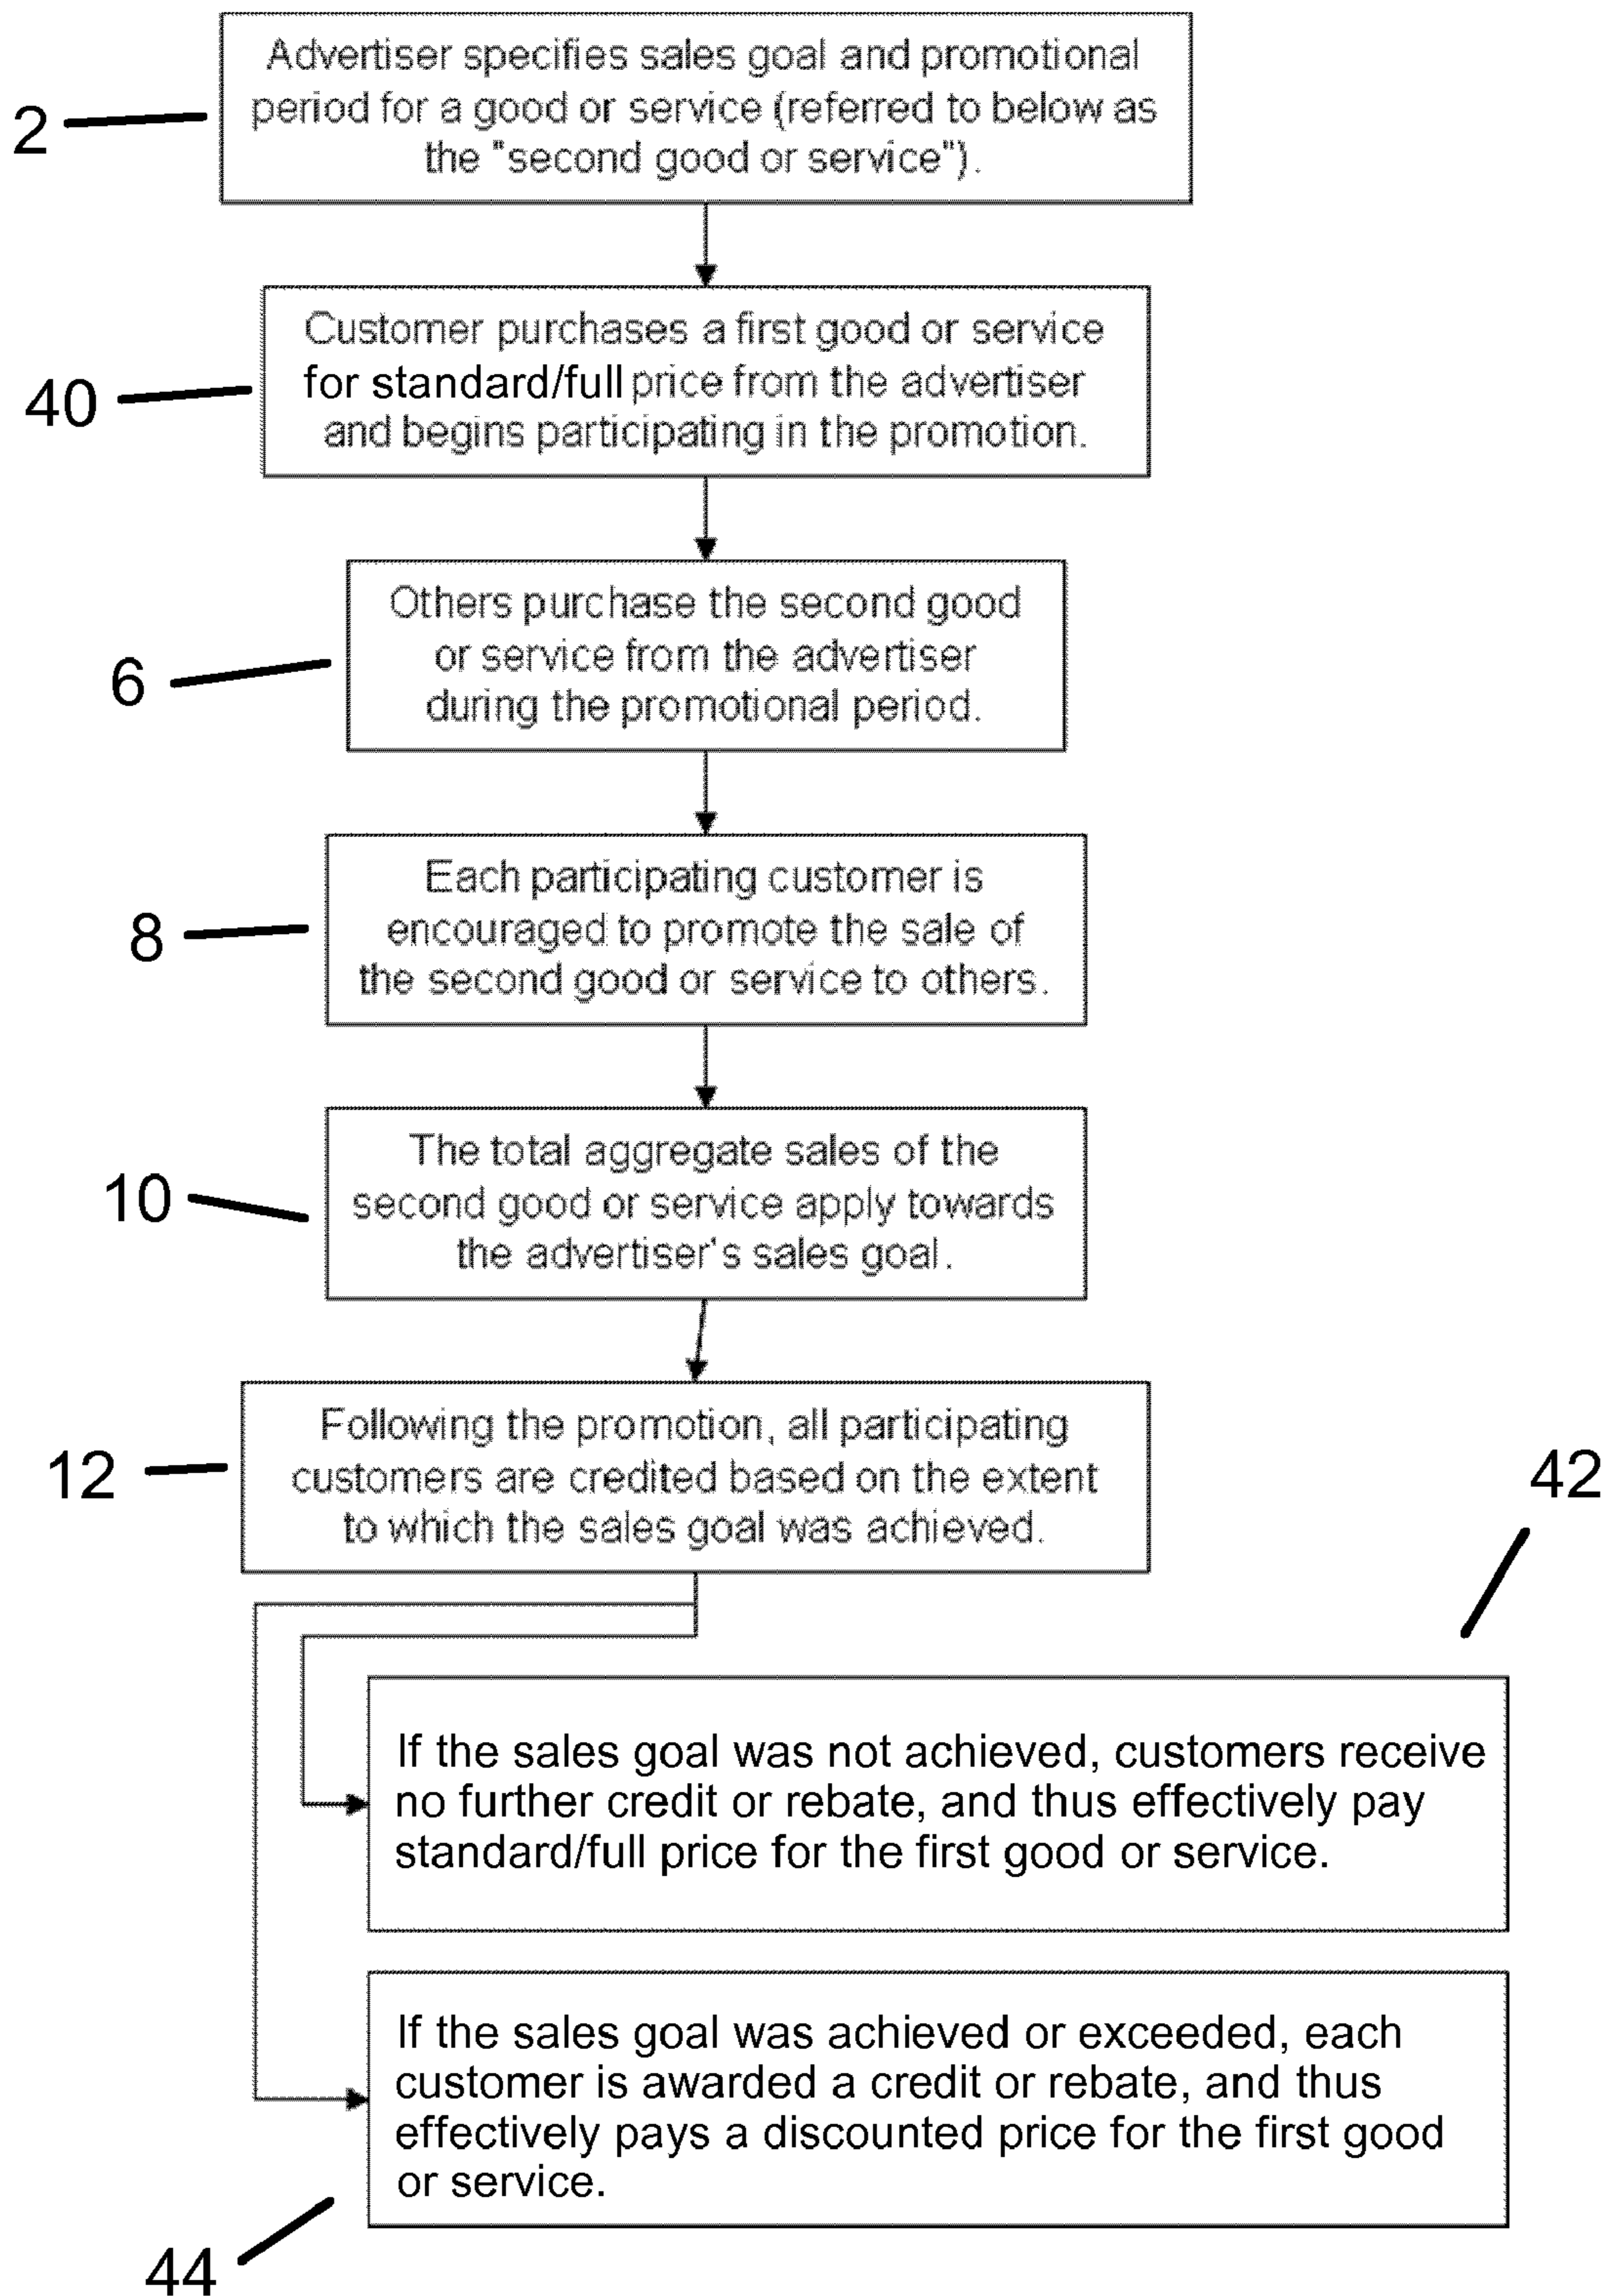 Advertiser specifies sales goal and promotional
period for a good or service (referred to below as
the "second good or service").
2
Customer purchases a first good or service
for standard/full price from the advertiser
and begins participating in the promotion.
40
Others purchase the second good
or service from the advertiser
during the promotional period.
6
Each participating customer is
encouraged to promote the sale of
the second good or service to others.
8
The total aggregate sales of the
second good or service apply towards
the advertiser's sales goal.
10
Following the promotion, all participating
customers are credited based on the extent
to which the sales goal was achieved.
12
42
If the sales goal was not achieved, customers receive
no further credit or rebate, and thus effectively pay
standard/full price for the first good or service.
If the sales goal was achieved or exceeded, each
customer is awarded a credit or rebate, and thus
effectively pays a discounted price for the first good
or service.
44